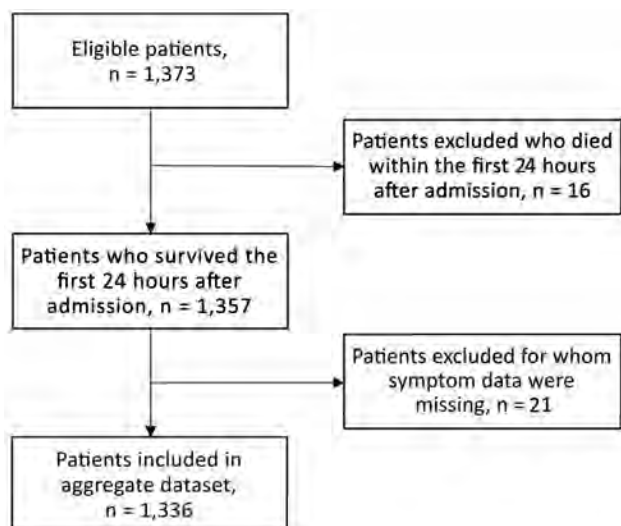 Eligible patients,
n = 1,373
Patients excluded who died
within the first 24 hours
after admission, n = 16
Patients who survived the
first 24 hours after
admission, n = 1,357
Patients excluded for whom
symptom data were
missing, n = 21
Patients included in
aggregate dataset,
n = 1,336